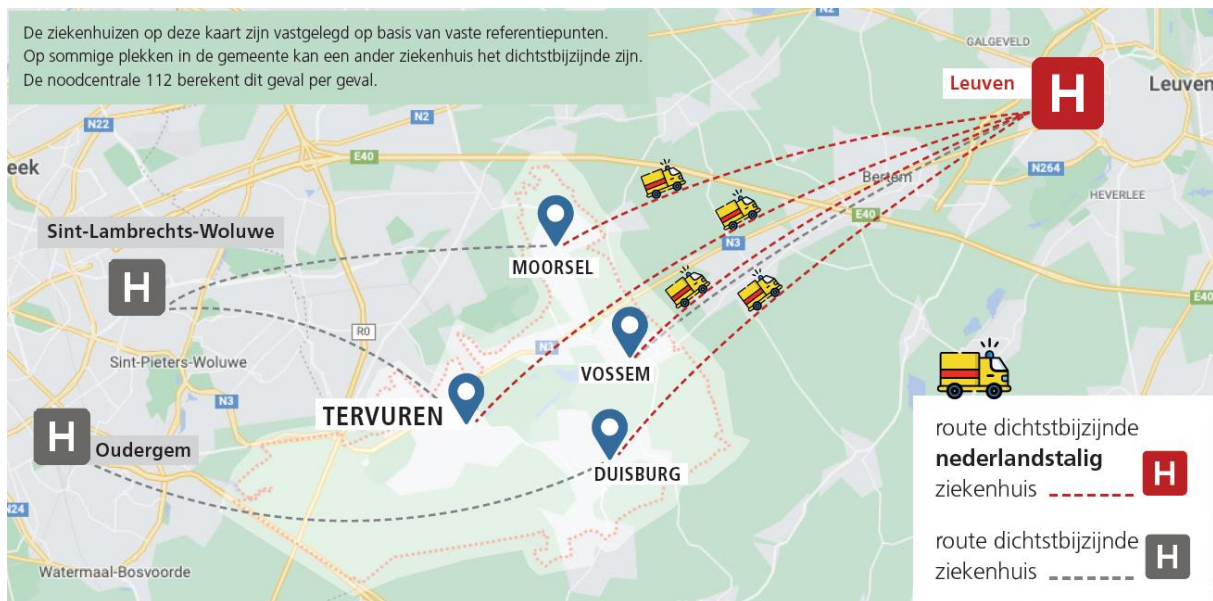 De ziekenhuizen op deze kaart zijn vastgelegd op basis van vaste referentiepunten.
Op sommige plekken in de gemeente kan een ander ziekenhuis het dichtstbijzijnde zijn.
De noodcentrale 112 berekent dit geval per geval.
N2
GALGEVELD
Leuven
H
Leuven
N22
N2
E40
eek
Bertem
N264
HEVERLEE
Sint-Lambrechts-Woluwe
E40
N3
MOORSEL
H
E40
R0
N3
Sint-Pieters-Woluwe
VOSSEM
N3
TERVUREN
H
Oudergem
DUISBURG
N24
Watermaal-Bosvoorde
route dichtstbijzijnde
nederlandstalig
ziekenhuis
H
route dichtstbijzijnde
ziekenhuis
H